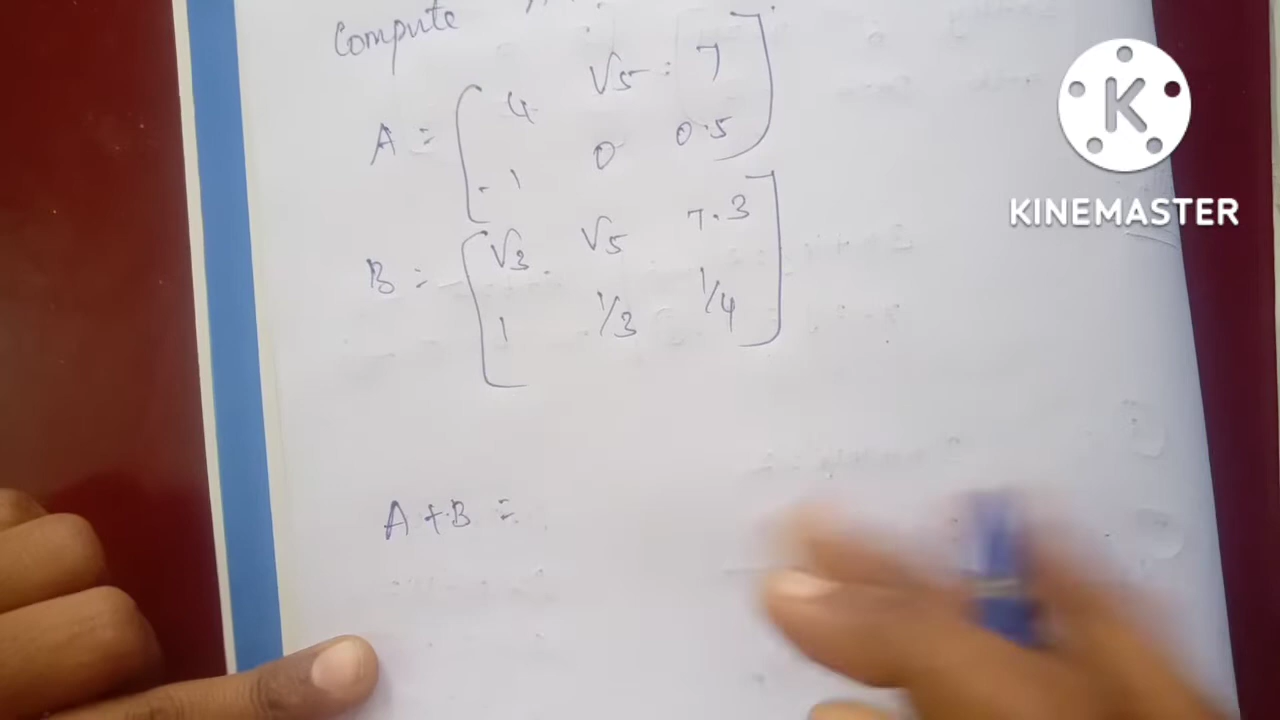 Compute
A = [ 4 √5 7
-1 0 0.5 ]
B = [ √3 √5 7.3
1 1/3 1/4 ]
A + B =
KINEMASTER